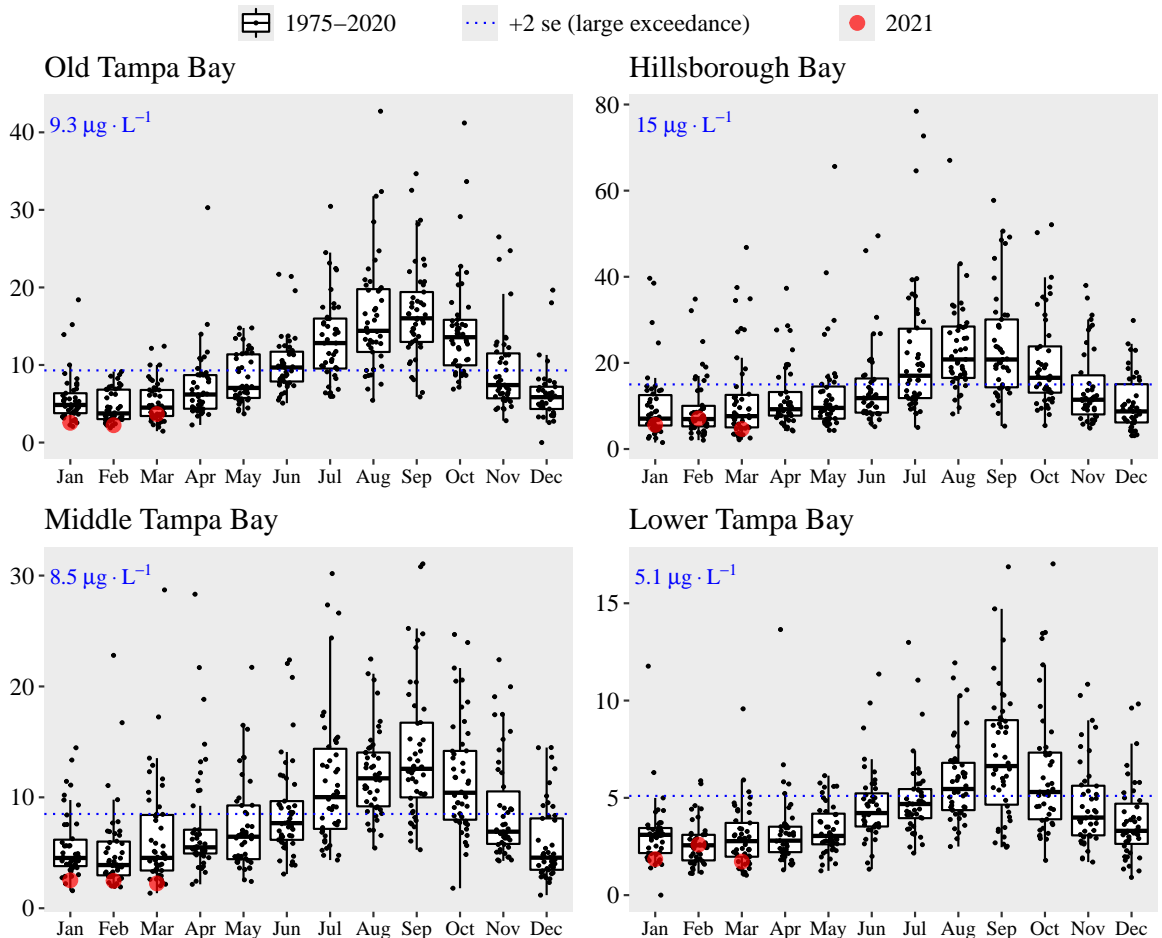 1975–2020 +2 se (large exceedance) 2021
Old Tampa Bay
9.3 μg · L⁻¹
40
30
20
10
0
Jan Feb Mar Apr May Jun Jul Aug Sep Oct Nov Dec
Hillsborough Bay
15 μg · L⁻¹
80
60
40
20
0
Jan Feb Mar Apr May Jun Jul Aug Sep Oct Nov Dec
Middle Tampa Bay
8.5 μg · L⁻¹
30
20
10
0
Jan Feb Mar Apr May Jun Jul Aug Sep Oct Nov Dec
Lower Tampa Bay
5.1 μg · L⁻¹
15
10
5
0
Jan Feb Mar Apr May Jun Jul Aug Sep Oct Nov Dec